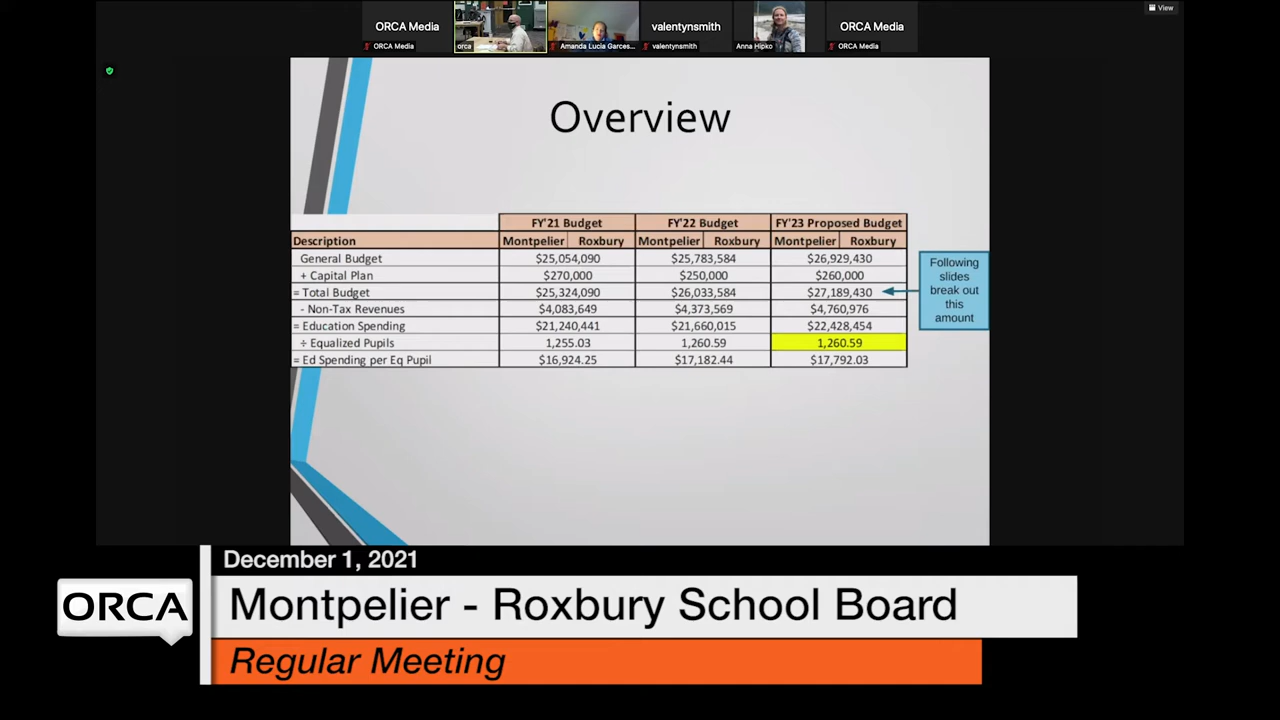 View
ORCA Media
valentynsmith
ORCA Media
ORCA Media
orca
Amanda Lucia Garces...
valentynsmith
Anna Hipko
ORCA Media
Overview
FY'21 Budget FY'22 Budget FY'23 Proposed Budget
Description Montpelier Roxbury Montpelier Roxbury Montpelier Roxbury
General Budget $25,054,090 $25,783,584 $26,929,430
+ Capital Plan $270,000 $250,000 $260,000
= Total Budget $25,324,090 $26,033,584 $27,189,430
- Non-Tax Revenues $4,083,649 $4,373,569 $4,760,976
= Education Spending $21,240,441 $21,660,015 $22,428,454
÷ Equalized Pupils 1,255.03 1,260.59 1,260.59
= Ed Spending per Eq Pupil $16,924.25 $17,182.44 $17,792.03
Following
slides
break out
this
amount
December 1, 2021
ORCA
Montpelier - Roxbury School Board
Regular Meeting